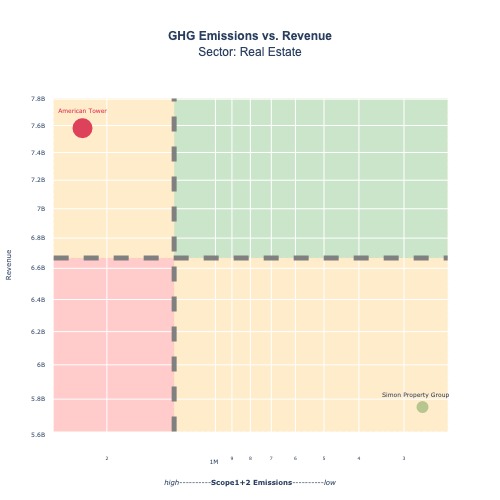 GHG Emissions vs. Revenue
Sector: Real Estate
7.8B
American Tower
7.6B
7.4B
7.2B
7B
6.8B
Revenue
6.6B
6.4B
6.2B
6B
Simon Property Group
5.8B
5.6B
2 1M 9 8 7 6 5 4 3
high----------Scope1+2 Emissions----------low